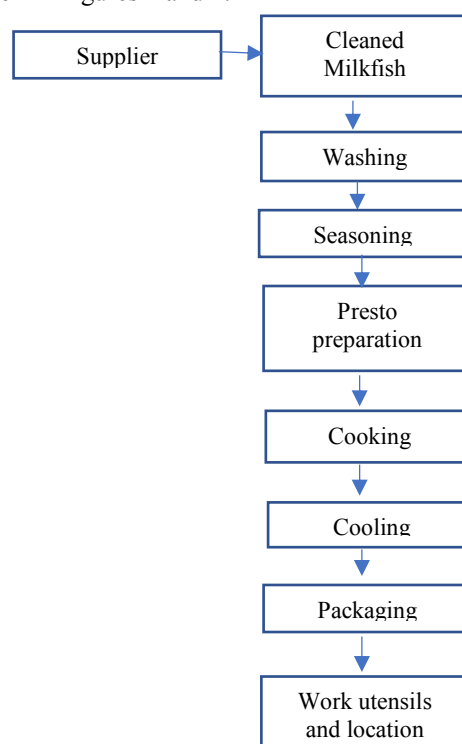 Supplier
Cleaned
Milkfish
Washing
Seasoning
Presto
preparation
Cooking
Cooling
Packaging
Work utensils
and location